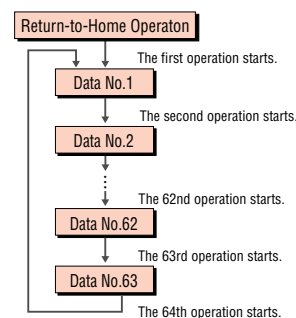 Return-to-Home Operaton
The first operation starts.
Data No.1
The second operation starts.
Data No.2
The 62nd operation starts.
Data No.62
The 63rd operation starts.
Data No.63
The 64th operation starts.